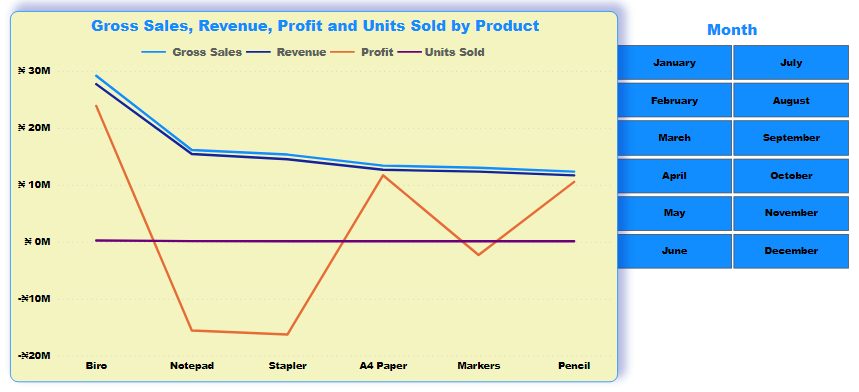 Gross Sales, Revenue, Profit and Units Sold by Product
Gross Sales Revenue Profit Units Sold
₦ 30M
₦ 20M
₦ 10M
₦ 0M
-₦10M
-₦20M
Biro Notepad Stapler A4 Paper Markers Pencil
Month
January July
February August
March September
April October
May November
June December